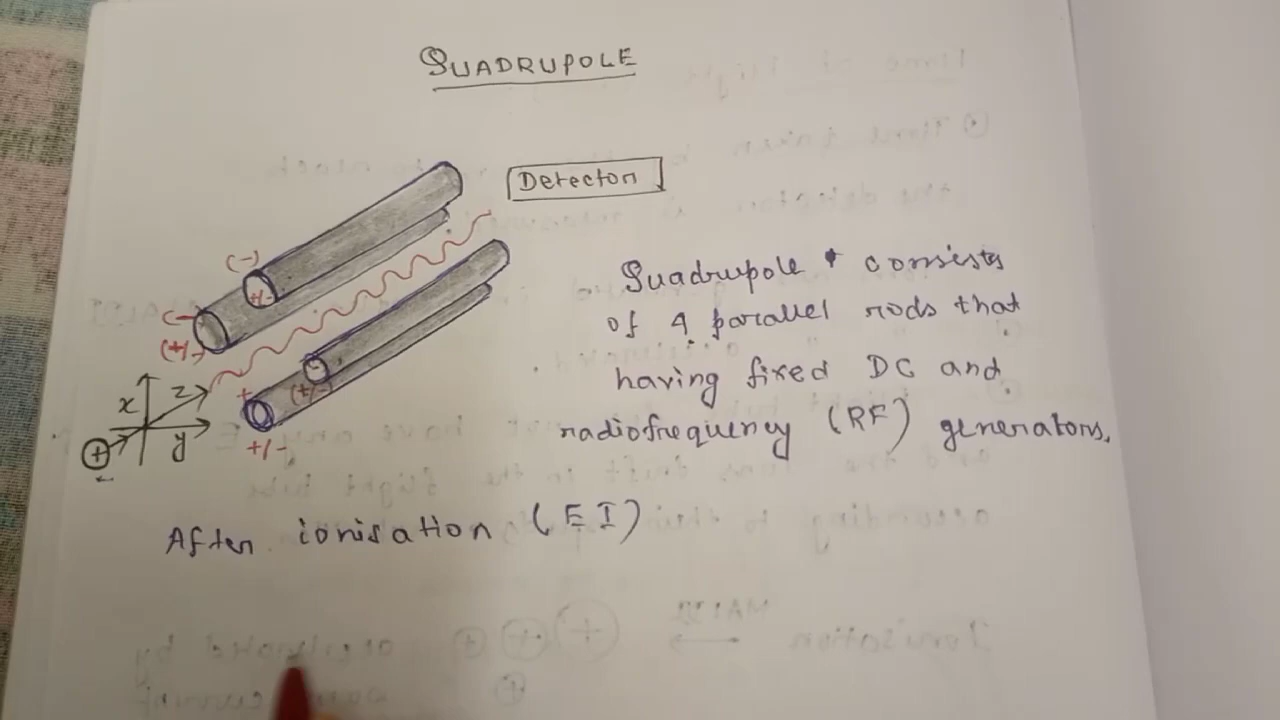 QUADRUPOLE
Detector
(-)
+/-
(-)
(+/-)
+
-
(+/-)
+/-
x
z
y
+
Quadrupole consists
of 4 parallel rods that
having fixed DC and
radiofrequency (RF) generators.
After ionisation (EI)